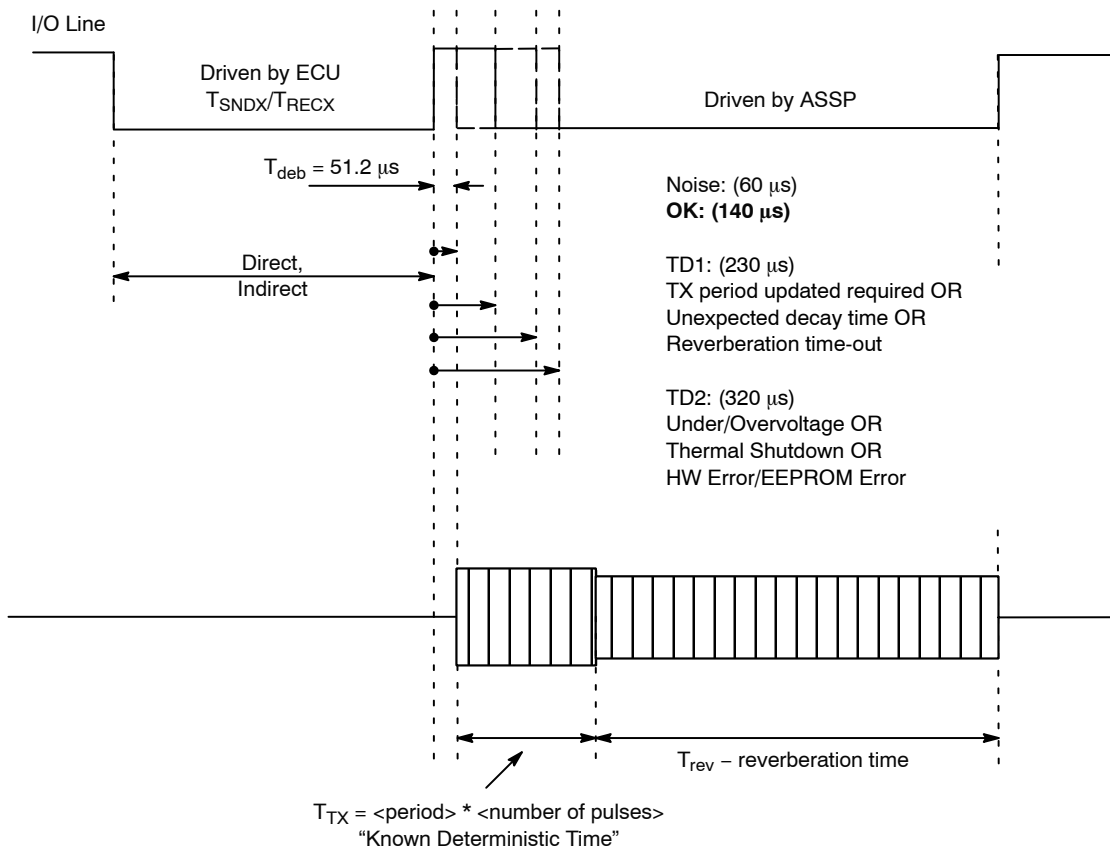 I/O Line
Driven by ECU
TSNDX/TRECX
Driven by ASSP
Tdeb = 51.2 μs
Noise: (60 μs)
OK: (140 μs)
Direct,
Indirect
TD1: (230 μs)
TX period updated required OR
Unexpected decay time OR
Reverberation time-out
TD2: (320 μs)
Under/Overvoltage OR
Thermal Shutdown OR
HW Error/EEPROM Error
Trev – reverberation time
TTX = <period> * <number of pulses>
“Known Deterministic Time”